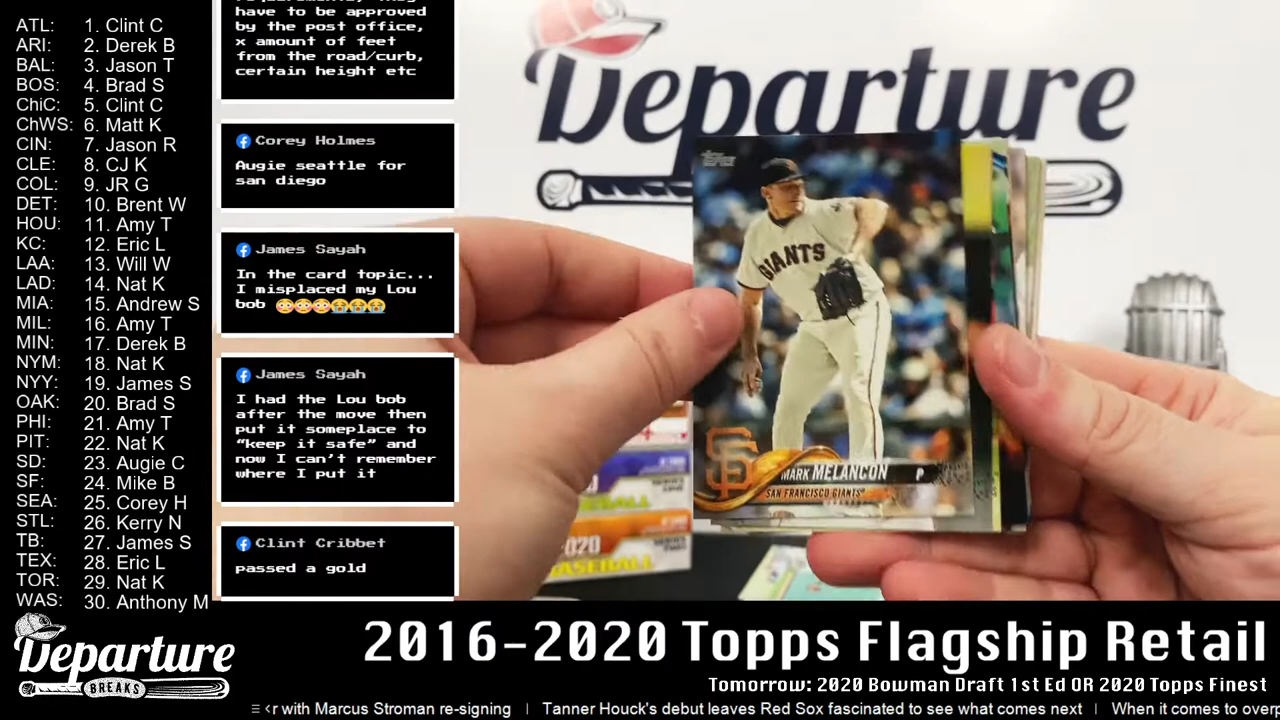 ATL: 1. Clint C
ARI: 2. Derek B
BAL: 3. Jason T
BOS: 4. Brad S
ChiC: 5. Clint C
ChWS: 6. Matt K
CIN: 7. Jason R
CLE: 8. CJ K
COL: 9. JR G
DET: 10. Brent W
HOU: 11. Amy T
KC: 12. Eric L
LAA: 13. Will W
LAD: 14. Nat K
MIA: 15. Andrew S
MIL: 16. Amy T
MIN: 17. Derek B
NYM: 18. Nat K
NYY: 19. James S
OAK: 20. Brad S
PHI: 21. Amy T
PIT: 22. Nat K
SD: 23. Augie C
SF: 24. Mike B
SEA: 25. Corey H
STL: 26. Kerry N
TB: 27. James S
TEX: 28. Eric L
TOR: 29. Nat K
WAS: 30. Anthony M
have to be approved
by the post office,
x amount of feet
from the road/curb,
certain height etc
Corey Holmes
Augie seattle for
san diego
James Sayah
In the card topic...
I misplaced my Lou
bob 😳😳😳😭😭😭
James Sayah
I had the Lou bob
after the move then
put it someplace to
"keep it safe" and
now I can't remember
where I put it
Clint Cribbet
passed a gold
Departure
topps
GIANTS
SF
MARK MELANCON P
SAN FRANCISCO GIANTS
BASEBALL
2020
BASEBALL
Departure
BREAKS
2016-2020 Topps Flagship Retail
Tomorrow: 2020 Bowman Draft 1st Ed OR 2020 Topps Finest
r with Marcus Stroman re-signing | Tanner Houck's debut leaves Red Sox fascinated to see what comes next | When it comes to overp